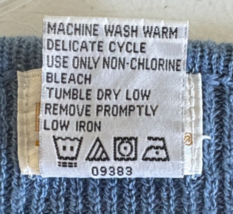 MACHINE WASH WARM
DELICATE CYCLE
USE ONLY NON-CHLORINE
BLEACH
TUMBLE DRY LOW
REMOVE PROMPTLY
LOW IRON
09383